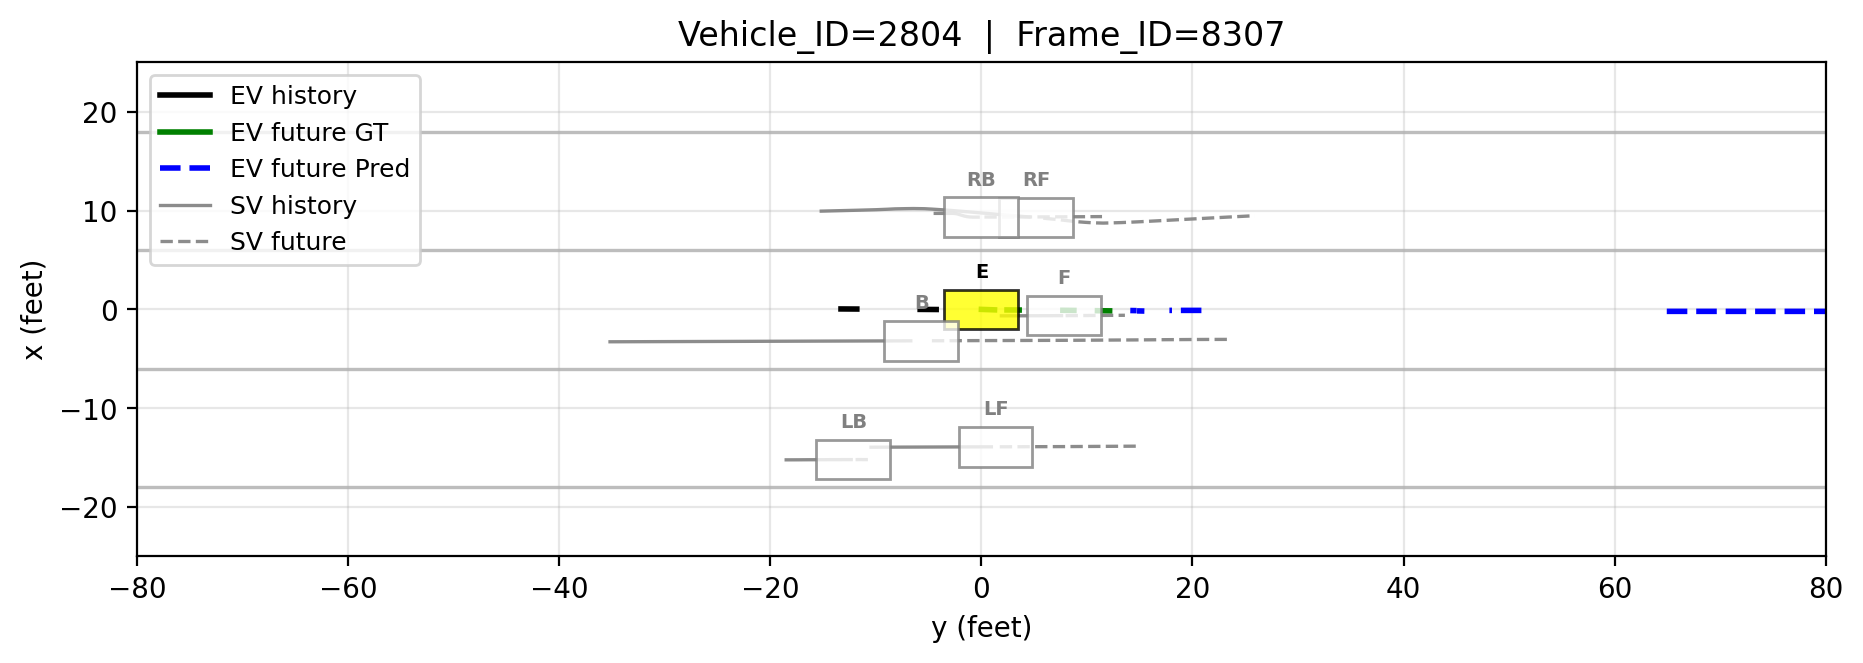 Vehicle_ID=2804 | Frame_ID=8307
EV history
EV future GT
EV future Pred
SV history
SV future
RB
RF
E
F
B
LB
LF
20
10
0
−10
−20
x (feet)
−80
−60
−40
−20
0
20
40
60
80
y (feet)